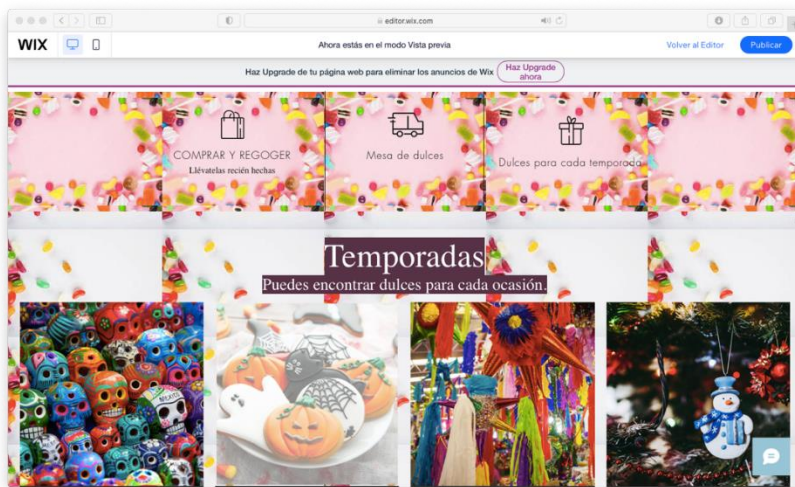 editor.wix.com
WIX
Ahora estás en el modo Vista previa
Volver al Editor
Publicar
Haz Upgrade de tu página web para eliminar los anuncios de Wix
Haz Upgrade
ahora
COMPRAR Y REGOGER
Llévatelas recién hechas
Mesa de dulces
Dulces para cada temporada
Temporadas
Puedes encontrar dulces para cada ocasión.
MEXICO